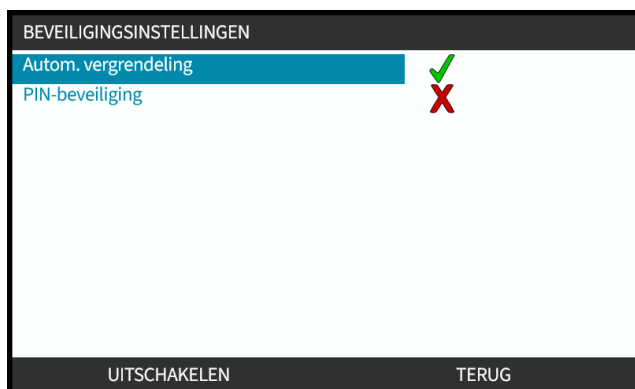 BEVEILIGINGSINSTELLINGEN
Autom. vergrendeling
PIN-beveiliging
UITSCHAKELEN TERUG